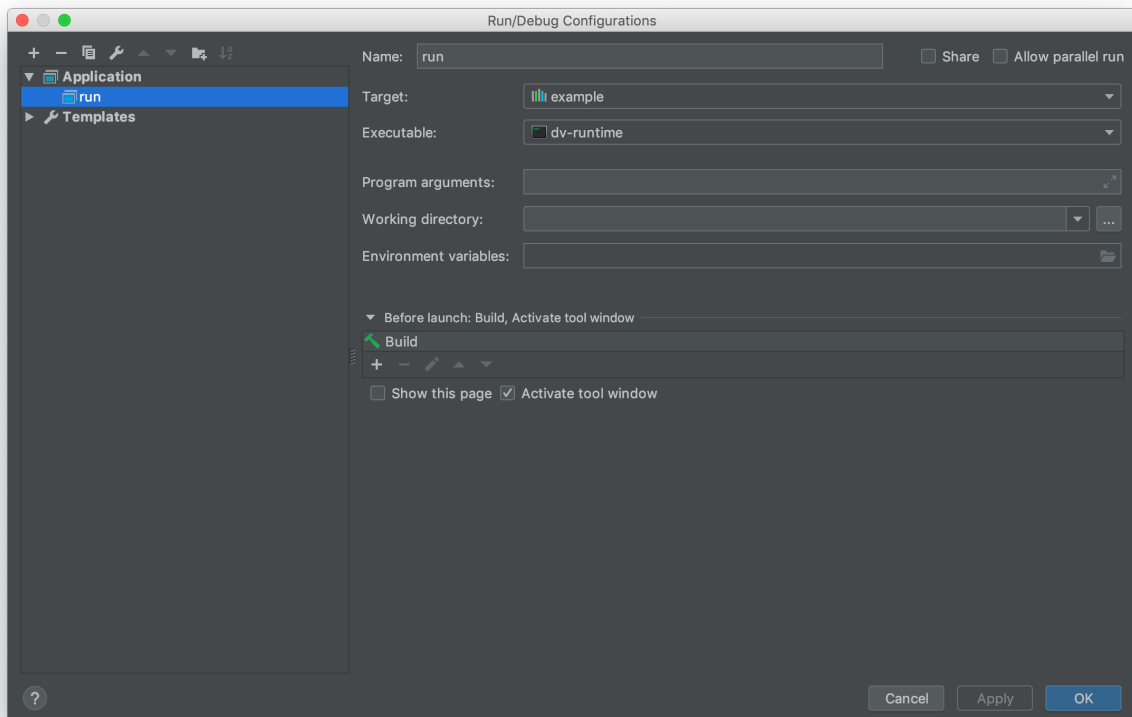 Run/Debug Configurations
Name: run Share Allow parallel run
Application
run
Templates
Target: example
Executable: dv-runtime
Program arguments:
Working directory: ...
Environment variables:
Before launch: Build, Activate tool window
Build
Show this page Activate tool window
? Cancel Apply OK